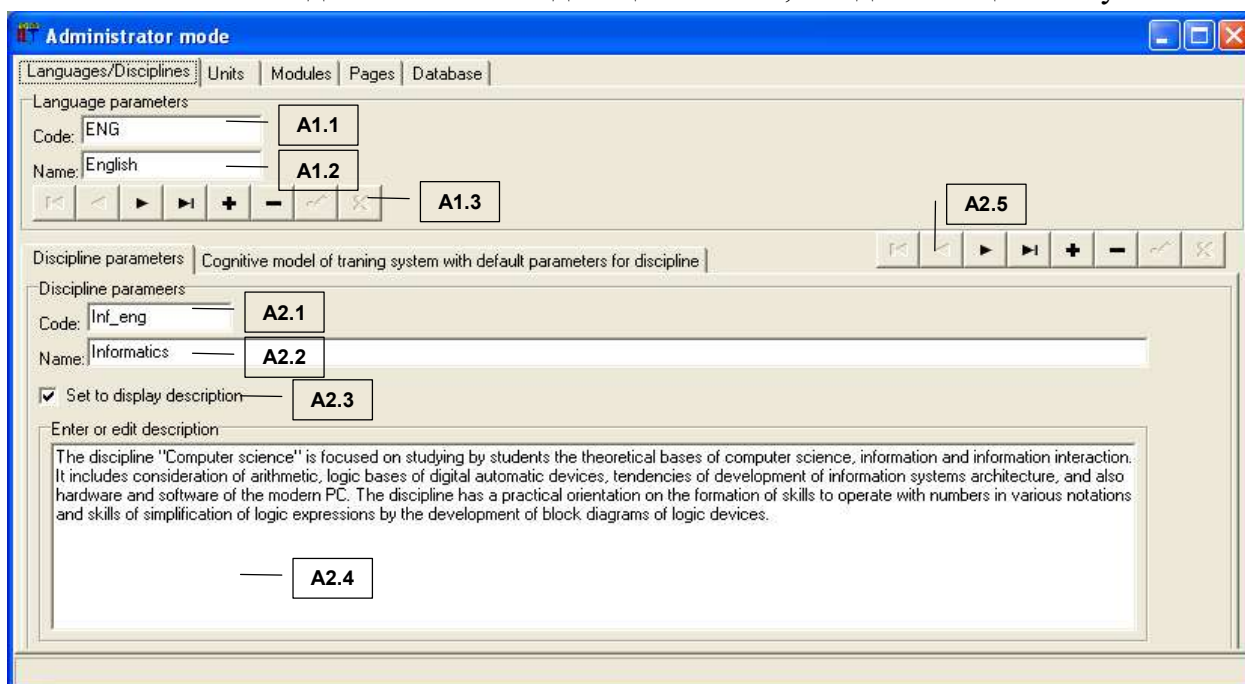 Administrator mode
Languages/Disciplines Units Modules Pages Database
Language parameters
Code: ENG A1.1
Name: English A1.2
A1.3
A2.5
Discipline parameters Cognitive model of traning system with default parameters for discipline
Discipline parameers
Code: Inf_eng A2.1
Name: Informatics A2.2
Set to display description A2.3
Enter or edit description
The discipline "Computer science" is focused on studying by students the theoretical bases of computer science, information and information interaction.
It includes consideration of arithmetic, logic bases of digital automatic devices, tendencies of development of information systems architecture, and also
hardware and software of the modern PC. The discipline has a practical orientation on the formation of skills to operate with numbers in various notations
and skills of simplification of logic expressions by the development of block diagrams of logic devices.
A2.4